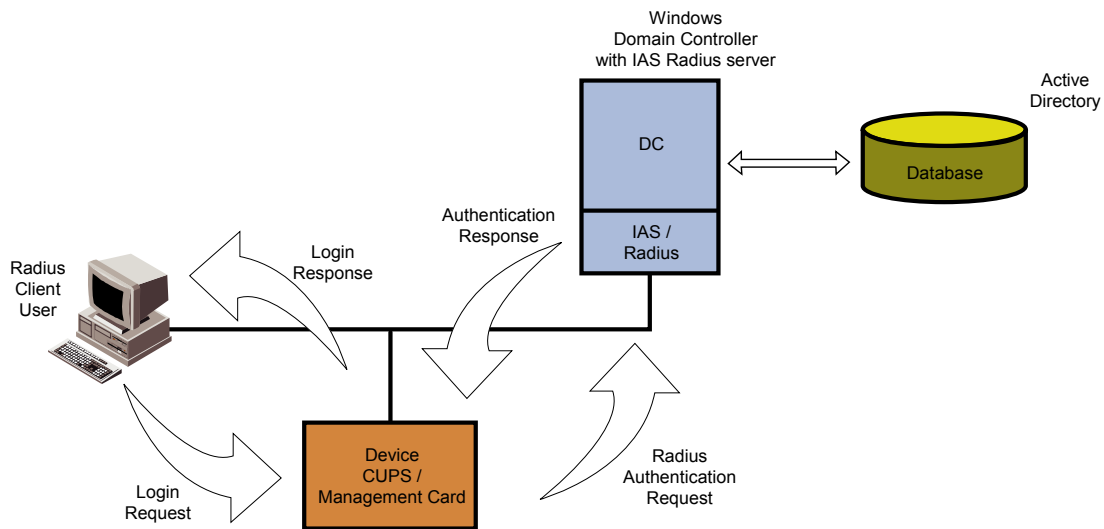 Windows
Domain Controller
with IAS Radius server
Active
Directory
DC
Database
Authentication
Response
IAS /
Radius
Login
Response
Radius
Client
User
Device
CUPS /
Management Card
Radius
Authentication
Request
Login
Request